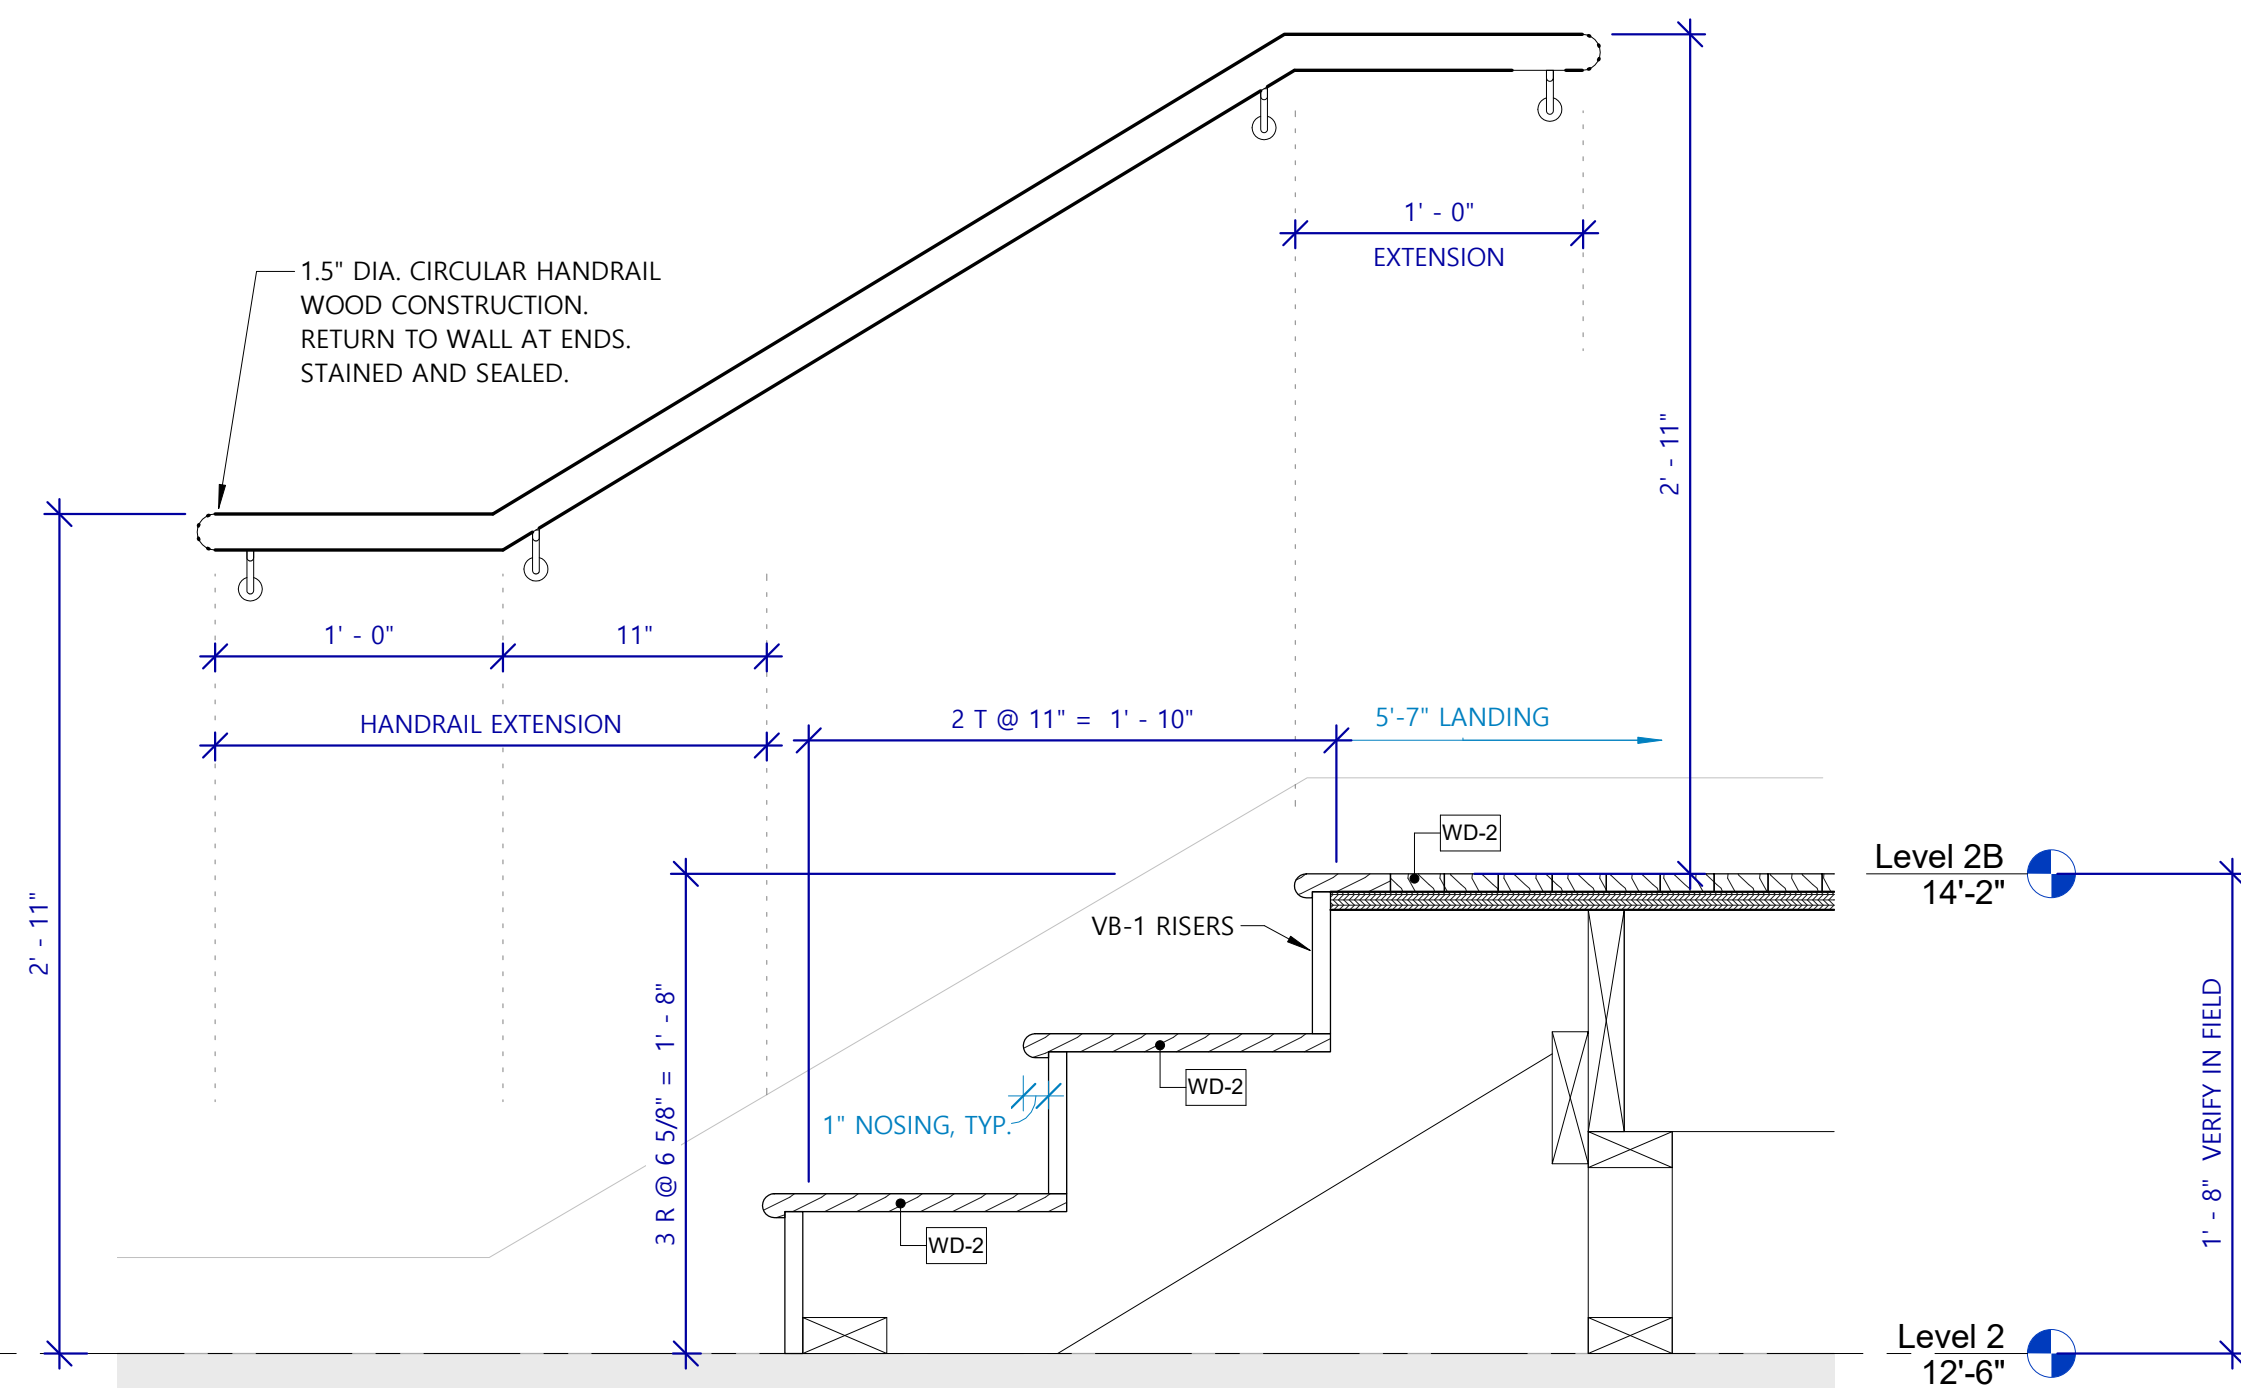 1' - 0"
EXTENSION
1.5" DIA. CIRCULAR HANDRAIL
WOOD CONSTRUCTION.
RETURN TO WALL AT ENDS.
STAINED AND SEALED.
2' - 11"
1' - 0"
11"
HANDRAIL EXTENSION
2 T @ 11" = 1' - 10"
5'-7" LANDING
WD-2
Level 2B
14'-2"
VB-1 RISERS
2' - 11"
3 R @ 6 5/8" = 1' - 8"
WD-2
1" NOSING, TYP.
1' - 8" VERIFY IN FIELD
WD-2
Level 2
12'-6"